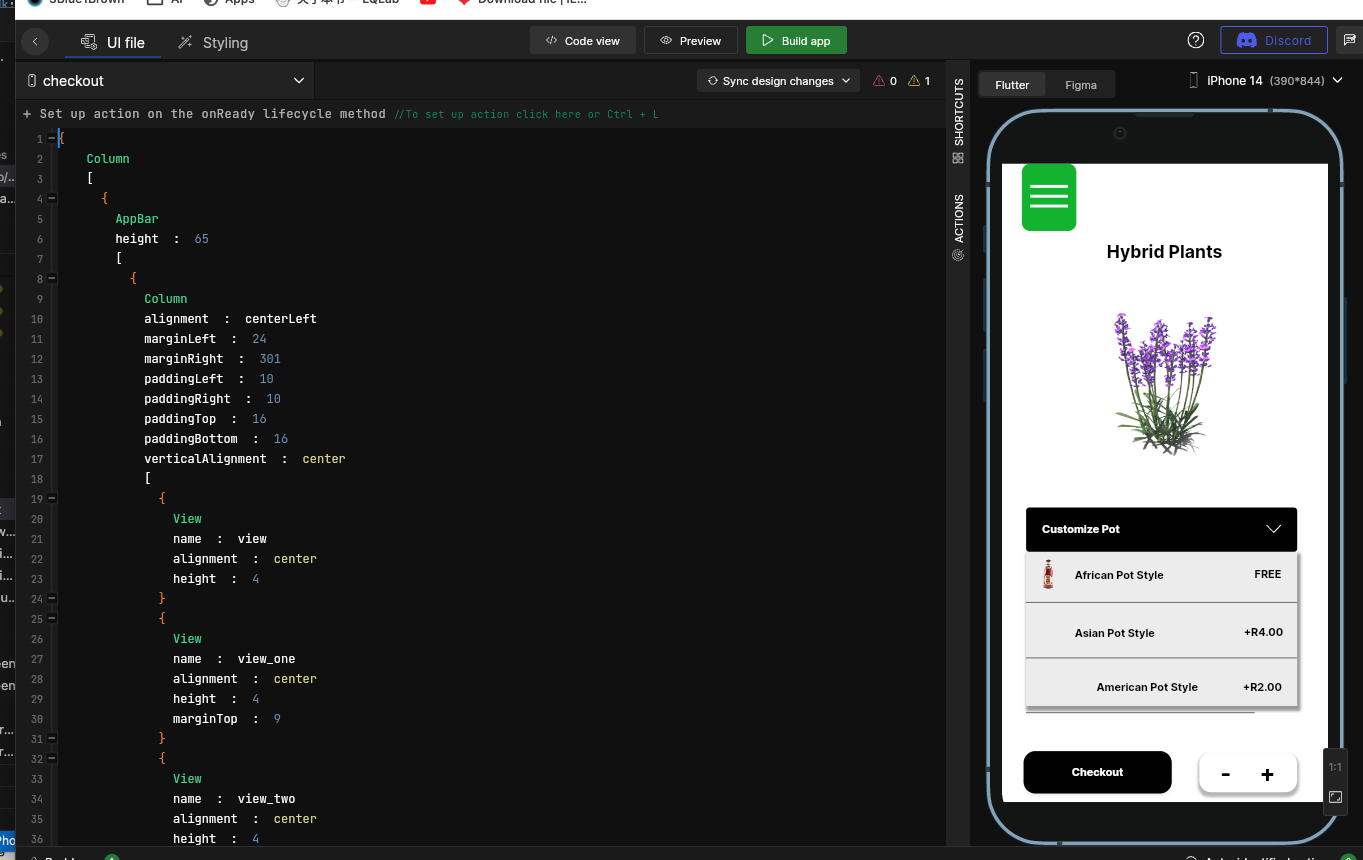 UI file
Styling
Code view
Preview
Build app
Discord
checkout
Sync design changes
0
1
Flutter
Figma
iPhone 14 (390*844)
+ Set up action on the onReady lifecycle method //To set up action click here or Ctrl + L
SHORTCUTS
ACTIONS
1 {
2 Column
3 [
4 {
5 AppBar
6 height : 65
7 [
8 {
9 Column
10 alignment : centerLeft
11 marginLeft : 24
12 marginRight : 301
13 paddingLeft : 10
14 paddingRight : 10
15 paddingTop : 16
16 paddingBottom : 16
17 verticalAlignment : center
18 [
19 {
20 View
21 name : view
22 alignment : center
23 height : 4
24 }
25 {
26 View
27 name : view_one
28 alignment : center
29 height : 4
30 marginTop : 9
31 }
32 {
33 View
34 name : view_two
35 alignment : center
36 height : 4
Hybrid Plants
Customize Pot
African Pot Style FREE
Asian Pot Style +R4.00
American Pot Style +R2.00
Checkout
- +
1:1